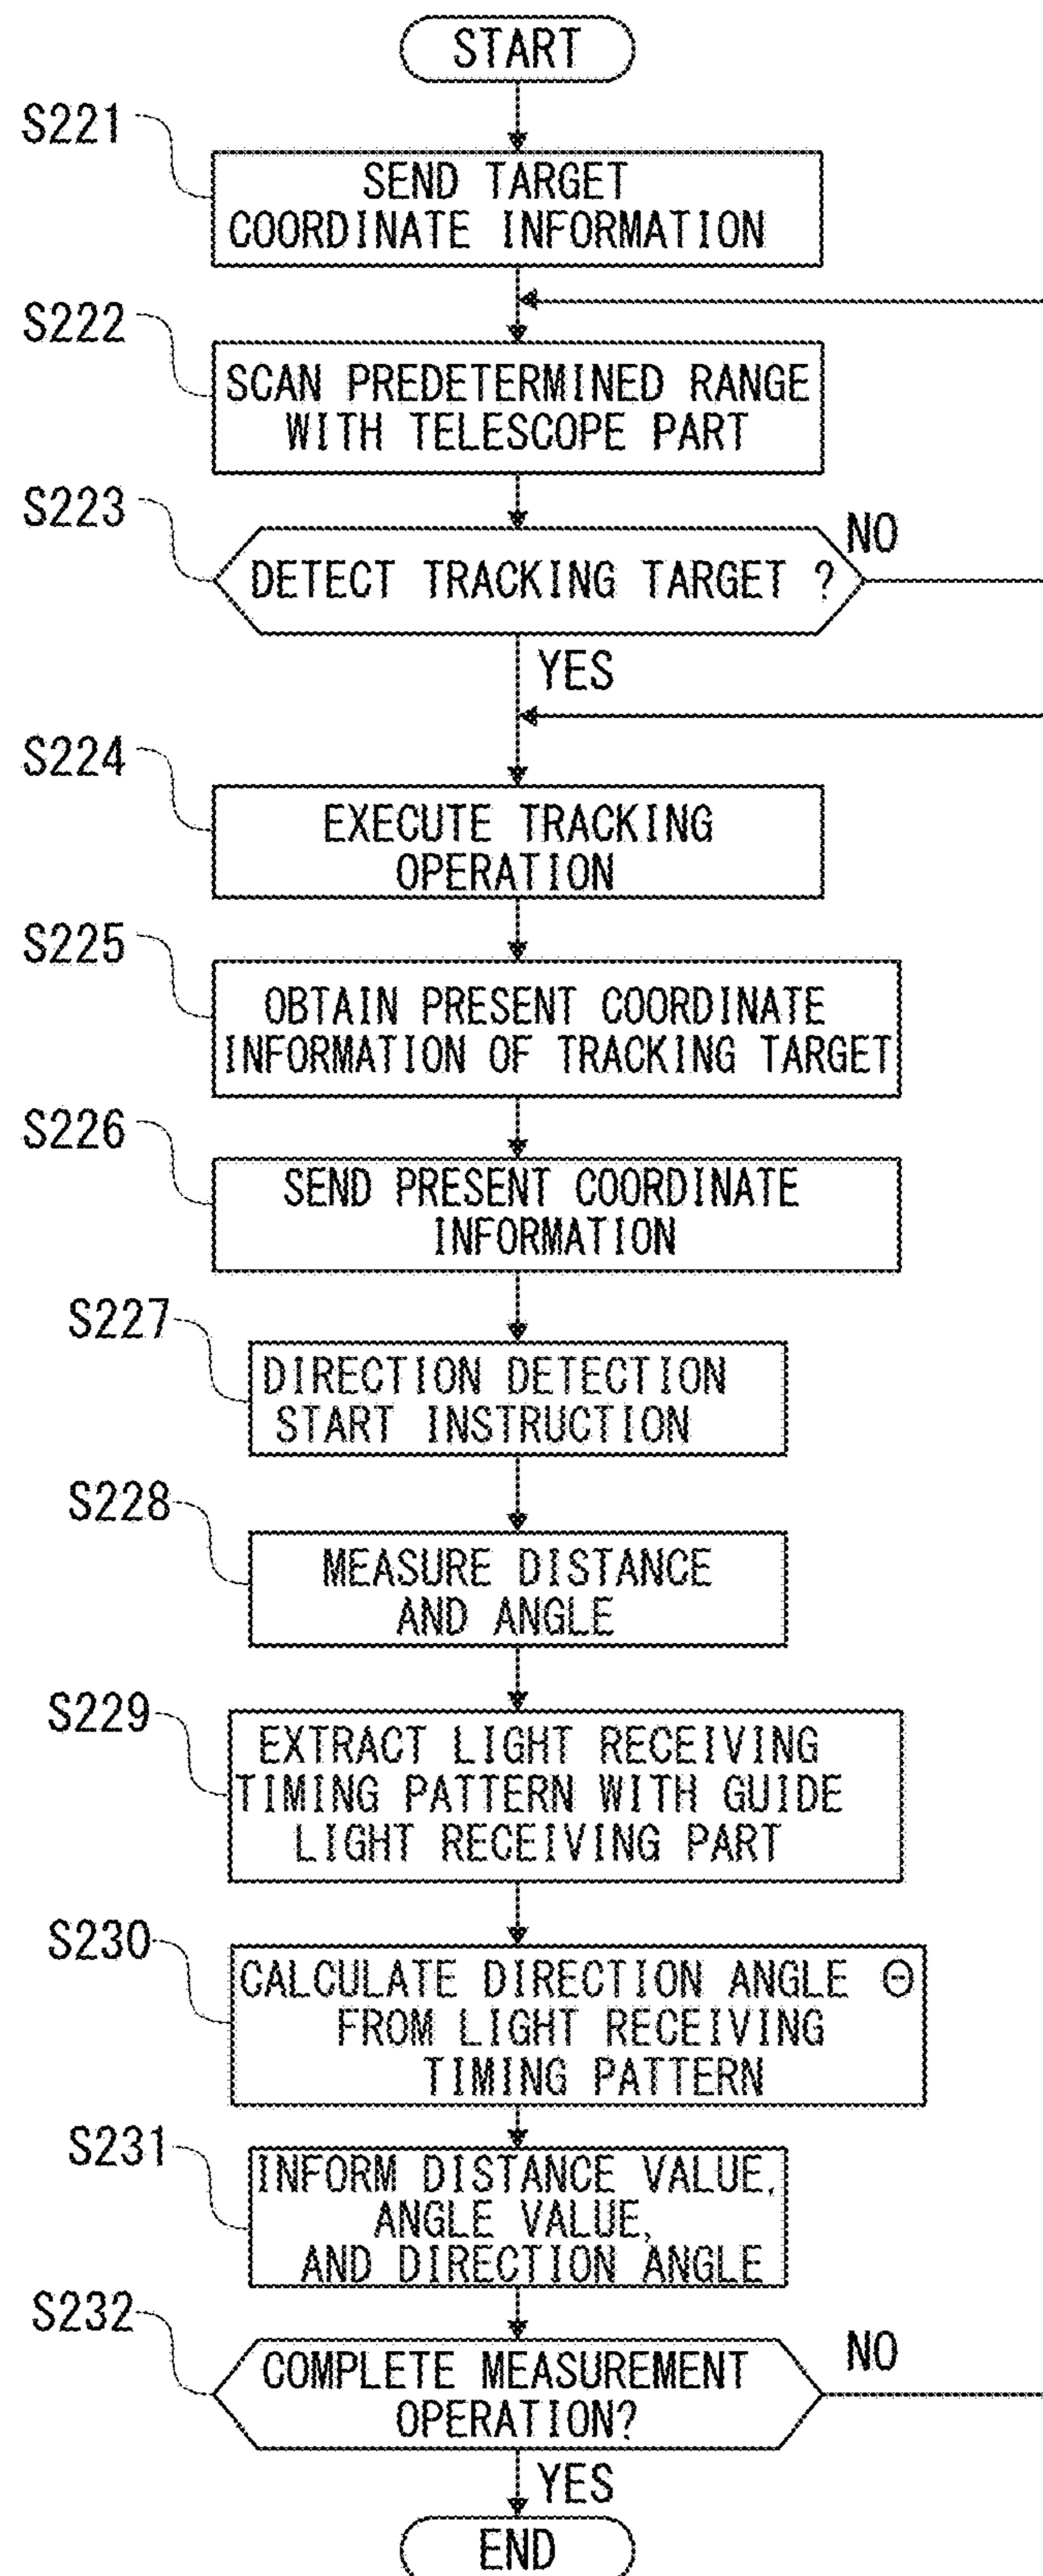 START
S221
SEND TARGET
COORDINATE INFORMATION
S222
SCAN PREDETERMINED RANGE
WITH TELESCOPE PART
S223
DETECT TRACKING TARGET ?
NO
YES
S224
EXECUTE TRACKING
OPERATION
S225
OBTAIN PRESENT COORDINATE
INFORMATION OF TRACKING TARGET
S226
SEND PRESENT COORDINATE
INFORMATION
S227
DIRECTION DETECTION
START INSTRUCTION
S228
MEASURE DISTANCE
AND ANGLE
S229
EXTRACT LIGHT RECEIVING
TIMING PATTERN WITH GUIDE
LIGHT RECEIVING PART
S230
CALCULATE DIRECTION ANGLE Θ
FROM LIGHT RECEIVING
TIMING PATTERN
S231
INFORM DISTANCE VALUE,
ANGLE VALUE,
AND DIRECTION ANGLE
S232
COMPLETE MEASUREMENT
OPERATION?
NO
YES
END